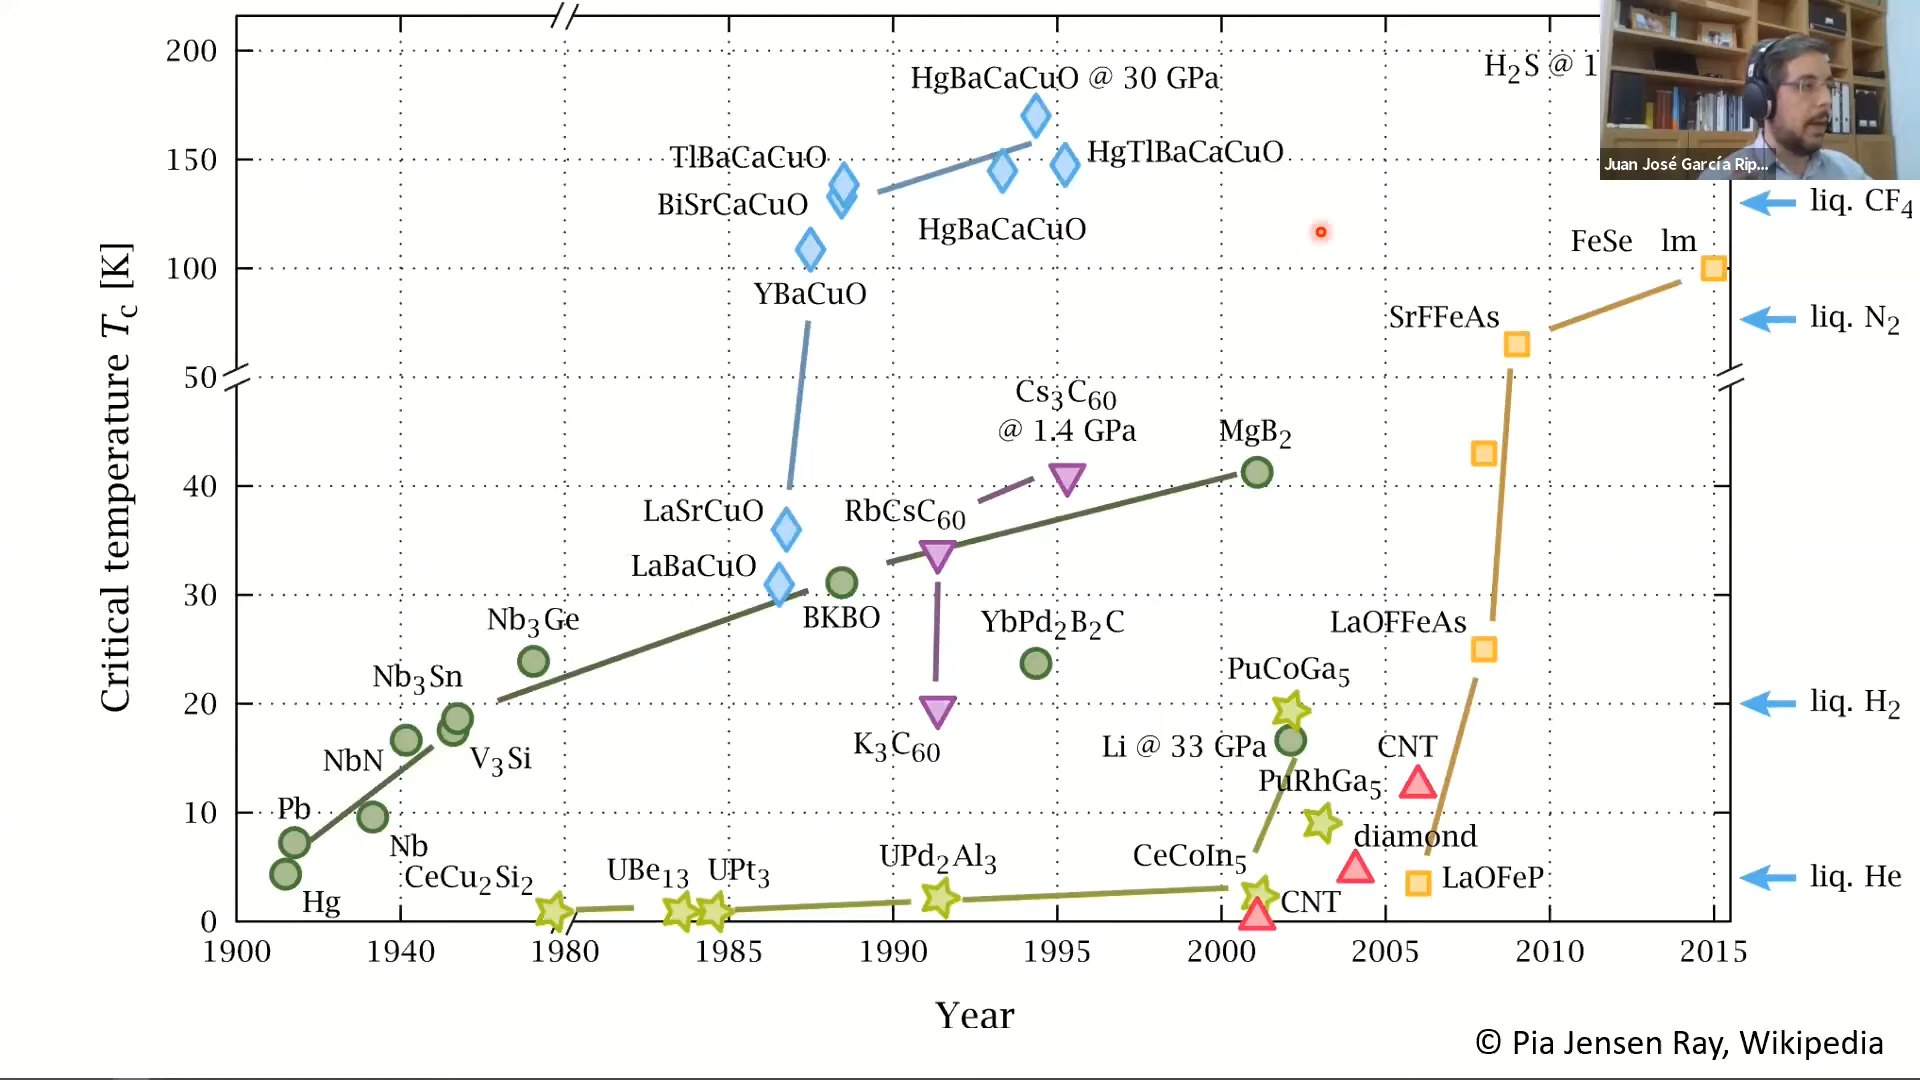 200
H₂S @ 1
HgBaCaCuO @ 30 GPa
TlBaCaCuO
150
HgTlBaCaCuO
Juan José García Rip...
BiSrCaCuO
liq. CF₄
HgBaCaCuO
FeSe lm
100
YBaCuO
SrFFeAs
liq. N₂
50
Cs₃C₆₀
@ 1.4 GPa
MgB₂
40
LaSrCuO
RbCsC₆₀
LaBaCuO
30
BKBO
Nb₃Ge
YbPd₂B₂C
LaOFFeAs
Nb₃Sn
PuCoGa₅
20
liq. H₂
NbN
V₃Si
K₃C₆₀
Li @ 33 GPa
CNT
PuRhGa₅
Pb
10
Nb
diamond
CeCu₂Si₂
UBe₁₃
UPt₃
UPd₂Al₃
CeCoIn₅
LaOFeP
liq. He
Hg
CNT
0
1900
1940
1980
1985
1990
1995
2000
2005
2010
2015
Critical temperature T_c [K]
Year
© Pia Jensen Ray, Wikipedia